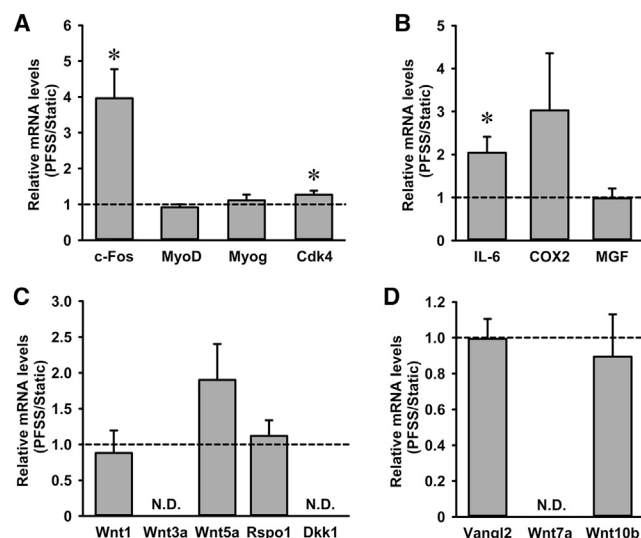 A
Relative mRNA levels
(PFSS/Static)
6
5
4
3
2
1
0
*
*
c-Fos MyoD Myog Cdk4
B
Relative mRNA levels
(PFSS/Static)
5
4
3
2
1
0
*
IL-6 COX2 MGF
C
Relative mRNA levels
(PFSS/Static)
3.0
2.5
2.0
1.5
1.0
0.5
0
N.D. N.D.
Wnt1 Wnt3a Wnt5a Rspo1 Dkk1
D
Relative mRNA levels
(PFSS/Static)
1.2
1.0
0.8
0.6
0.4
0.2
0
N.D.
Vangl2 Wnt7a Wnt10b